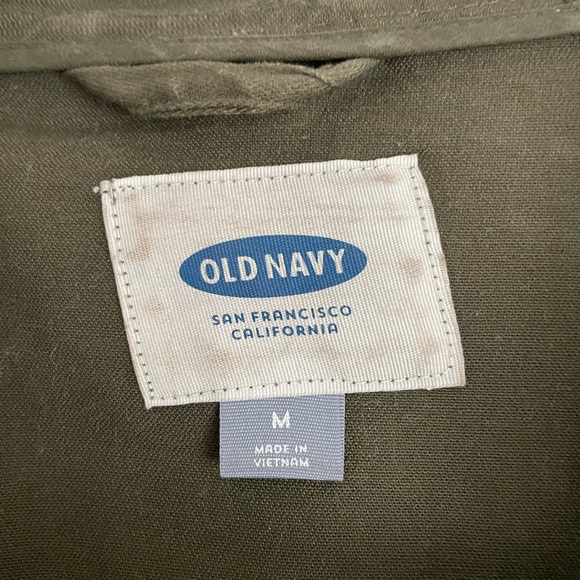 OLD NAVY
SAN FRANCISCO
CALIFORNIA
M
MADE IN
VIETNAM